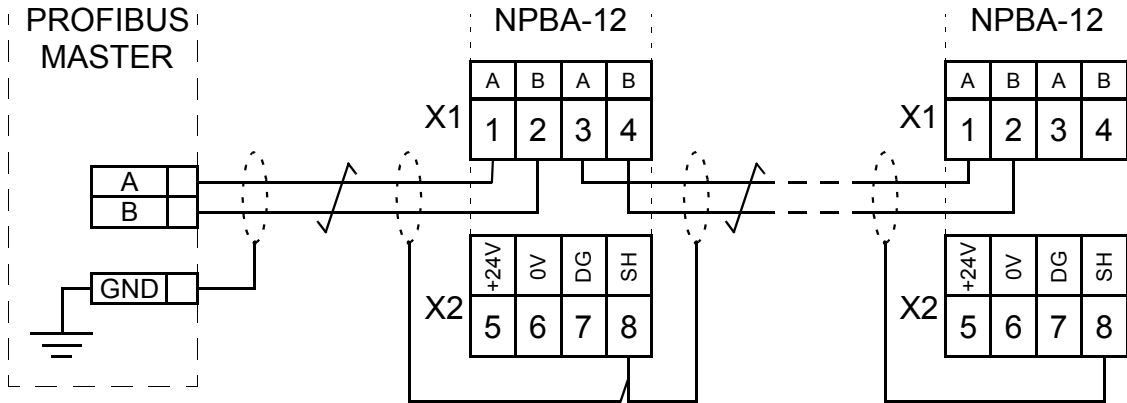 PROFIBUS
MASTER
NPBA-12
NPBA-12
A B A B
X1
1 2 3 4
A B A B
X1
1 2 3 4
A
B
GND
+24V 0V DG SH
X2
5 6 7 8
+24V 0V DG SH
X2
5 6 7 8